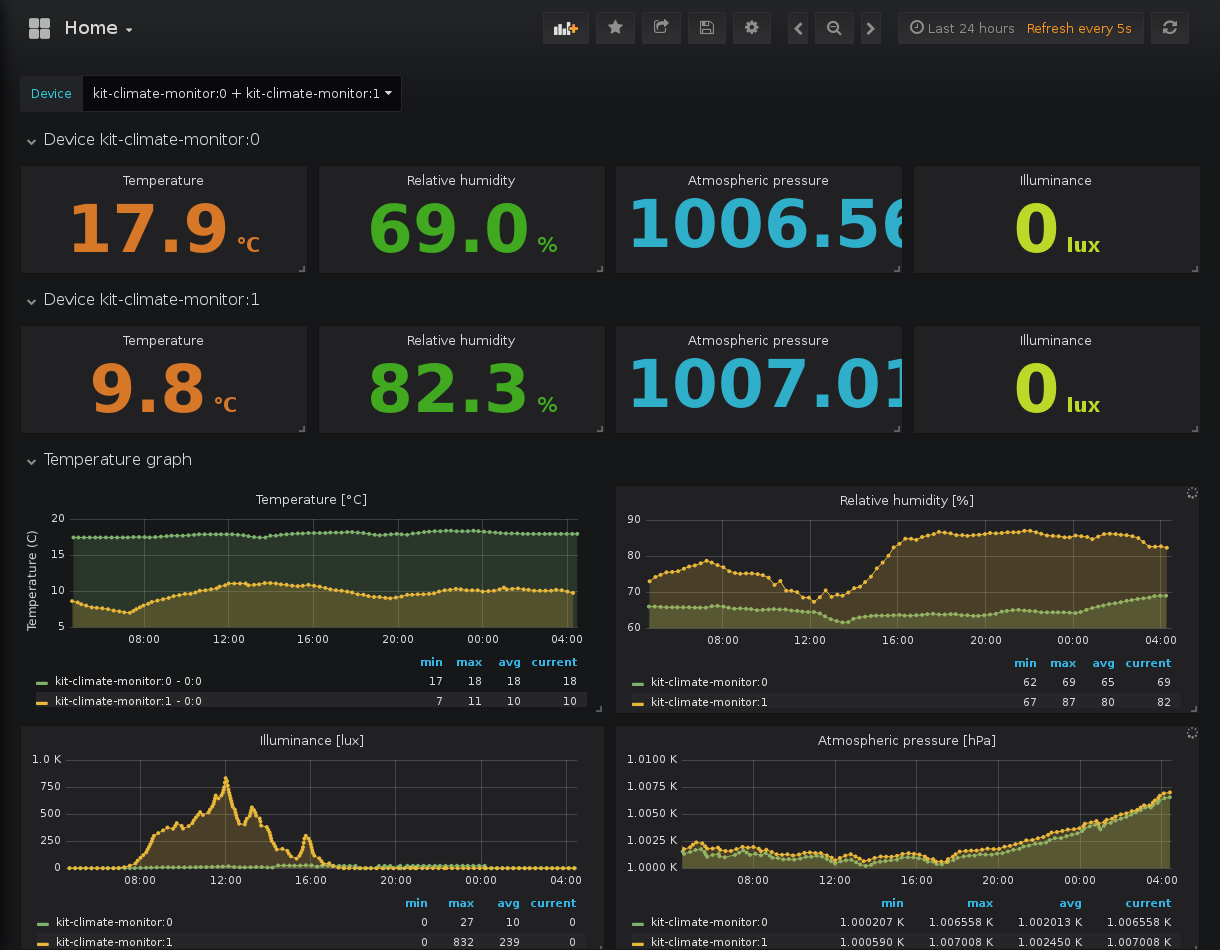 Home
Last 24 hours Refresh every 5s
Device kit-climate-monitor:0 + kit-climate-monitor:1
Device kit-climate-monitor:0
Temperature Relative humidity Atmospheric pressure Illuminance
17.9 °C 69.0 % 1006.56 0 lux
Device kit-climate-monitor:1
Temperature Relative humidity Atmospheric pressure Illuminance
9.8 °C 82.3 % 1007.01 0 lux
Temperature graph
Temperature [°C]
Temperature (C)
20
15
10
5
08:00 12:00 16:00 20:00 00:00 04:00
min max avg current
kit-climate-monitor:0 - 0:0 17 18 18 18
kit-climate-monitor:1 - 0:0 7 11 10 10
Relative humidity [%]
90
80
70
60
08:00 12:00 16:00 20:00 00:00 04:00
min max avg current
kit-climate-monitor:0 62 69 65 69
kit-climate-monitor:1 67 87 80 82
Illuminance [lux]
1.0 K
750
500
250
0
08:00 12:00 16:00 20:00 00:00 04:00
min max avg current
kit-climate-monitor:0 0 27 10 0
kit-climate-monitor:1 0 832 239 0
Atmospheric pressure [hPa]
1.0100 K
1.0075 K
1.0050 K
1.0025 K
1.0000 K
08:00 12:00 16:00 20:00 00:00 04:00
min max avg current
kit-climate-monitor:0 1.000207 K 1.006558 K 1.002013 K 1.006558 K
kit-climate-monitor:1 1.000590 K 1.007008 K 1.002450 K 1.007008 K